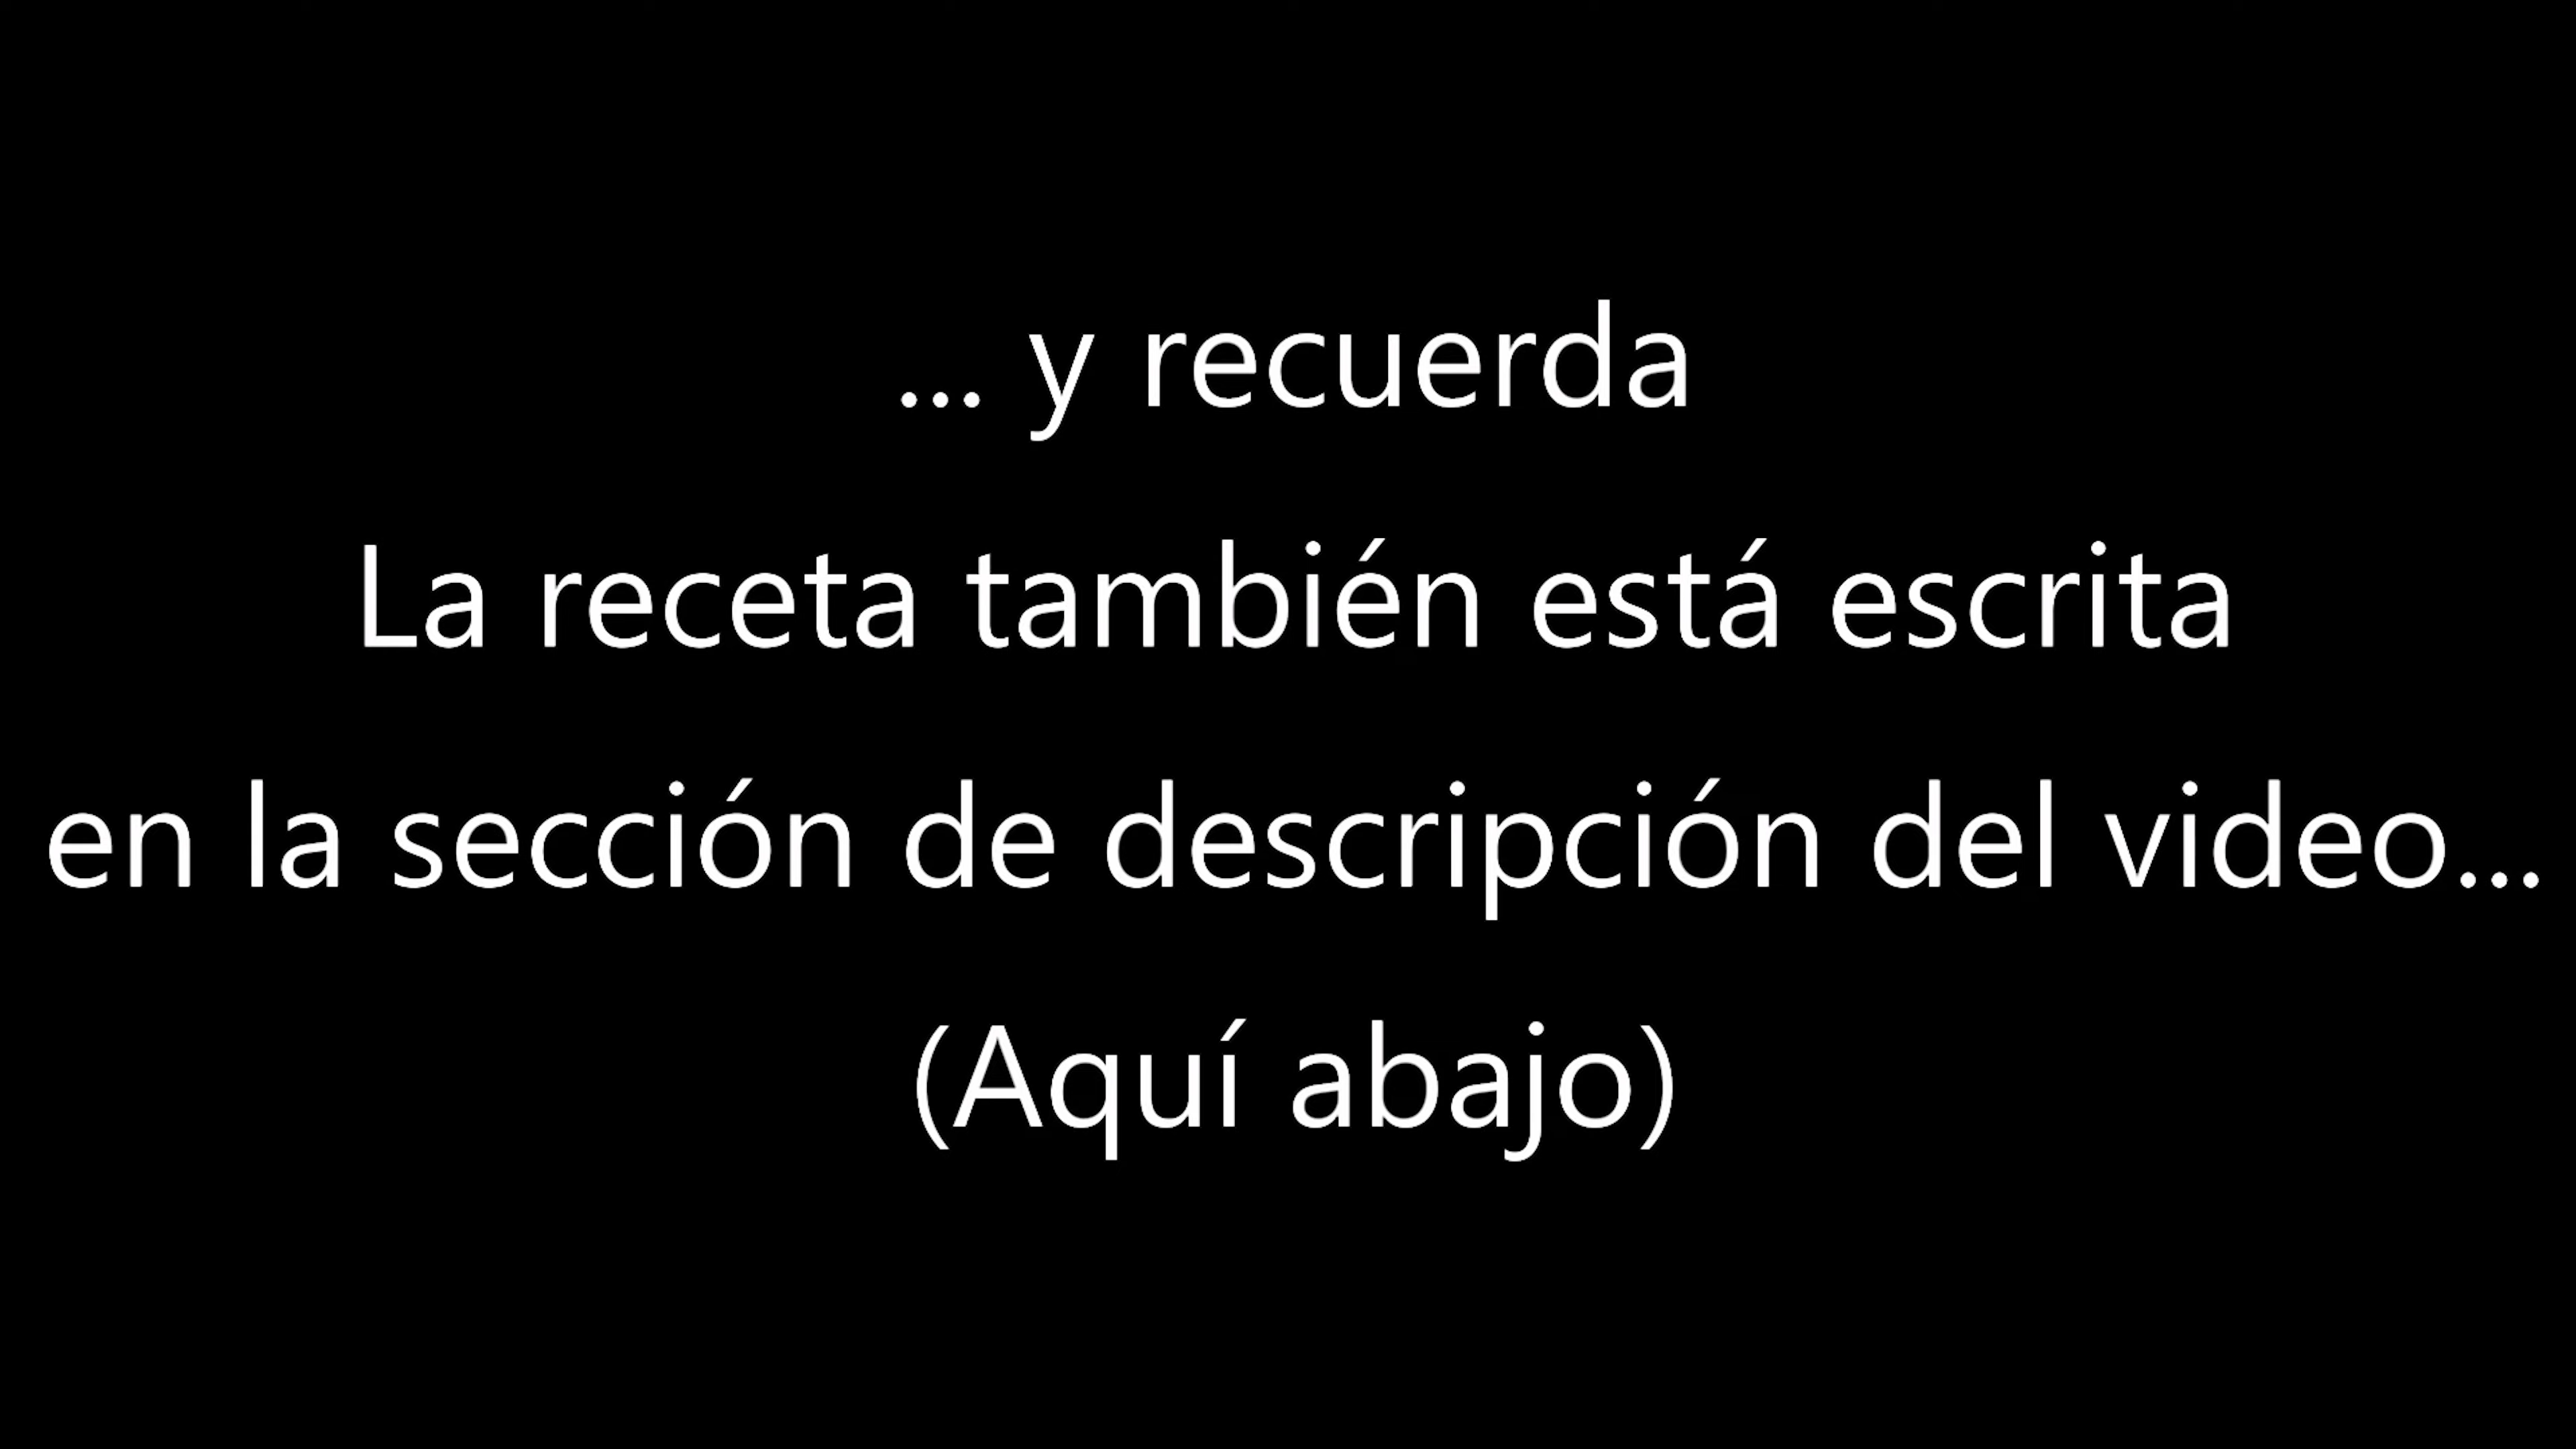 ... y recuerda
La receta también está escrita
en la sección de descripción del video...
(Aquí abajo)